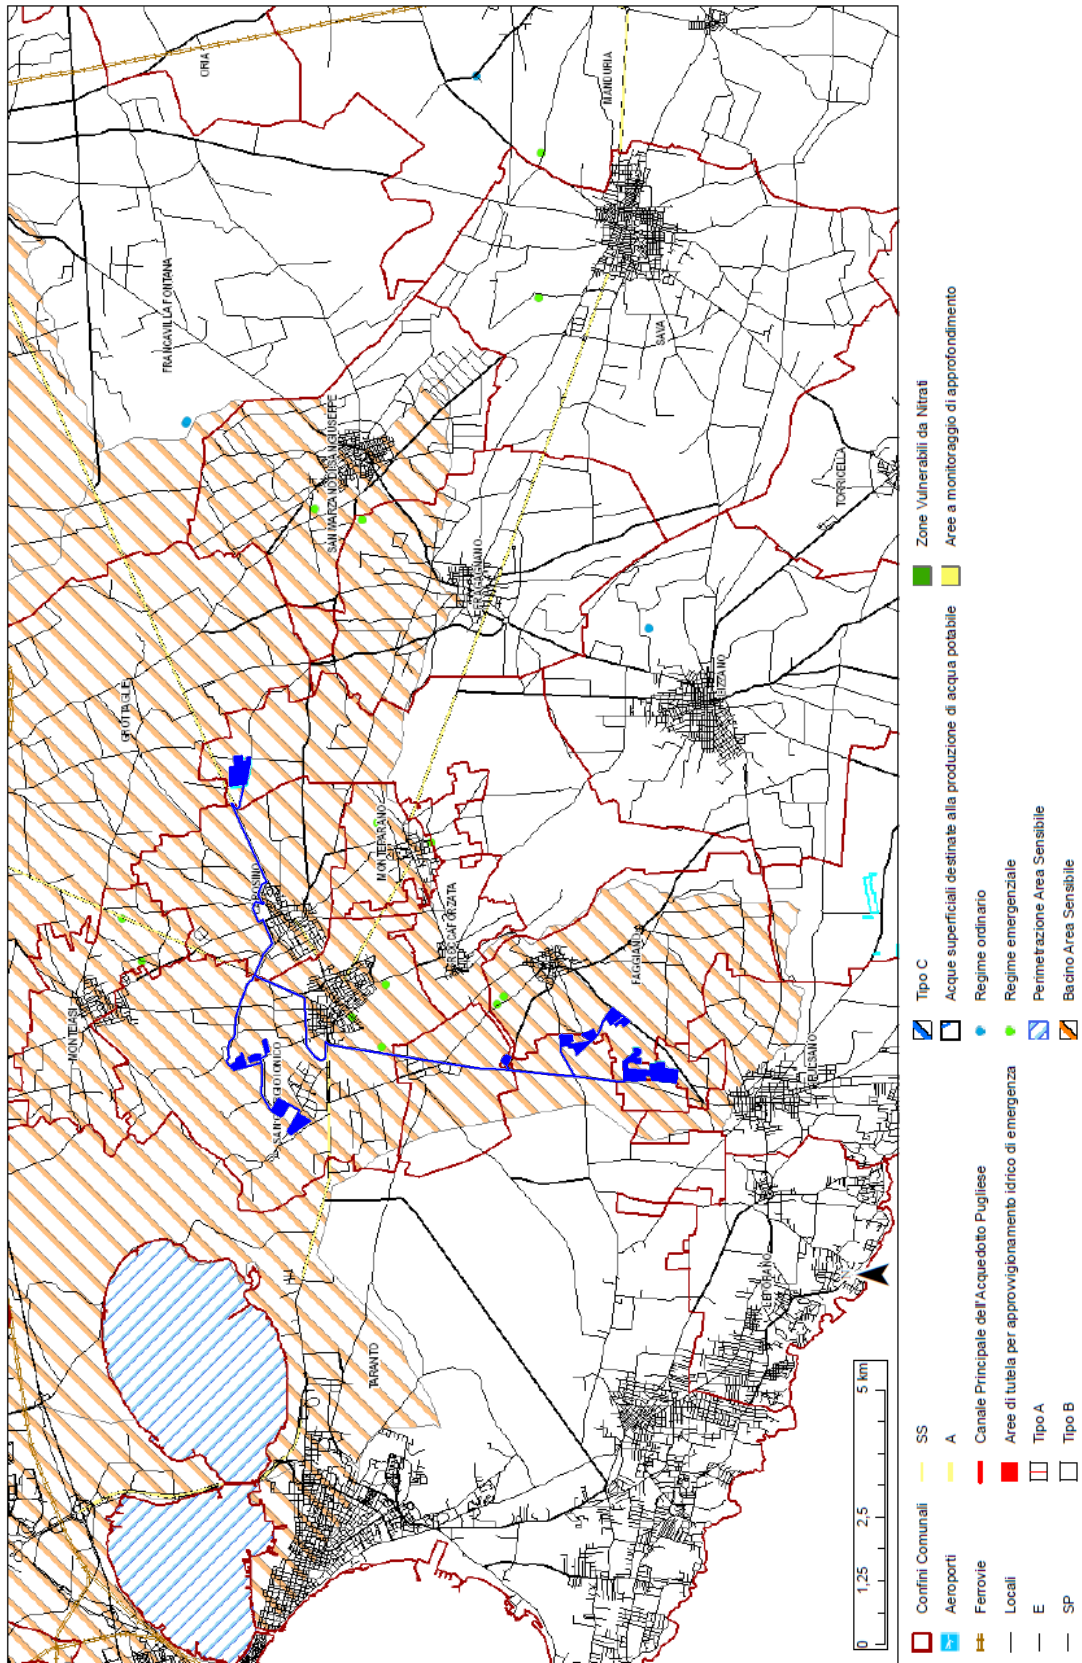 ORIA
MANDURIA
FRANCAVILLA FONTANA
SAVA
SAN MARZANO DI SAN GIUSEPPE
TORRICELLA
FRAGAGNANO
GROTTAGLIE
LIZZANO
MONTEPARANO
CAROSINO
ROCCAFORZATA
FAGGIANO
MONTEIASI
SAN GIORGIO IONICO
PULSANO
TARANTO
LEPORANO
0 1,25 2,5 5 km
Confini Comunali
Aeroporti
Ferrovie
Locali
E
SP
SS
A
Canale Principale dell'Acquedotto Pugliese
Aree di tutela per approvvigionamento idrico di emergenza
Tipo A
Tipo B
Tipo C
Acque superficiali destinate alla produzione di acqua potabile
Regime ordinario
Regime emergenziale
Perimetrazione Area Sensibile
Bacino Area Sensibile
Zone Vulnerabili da Nitrati
Aree a monitoraggio di approfondimento